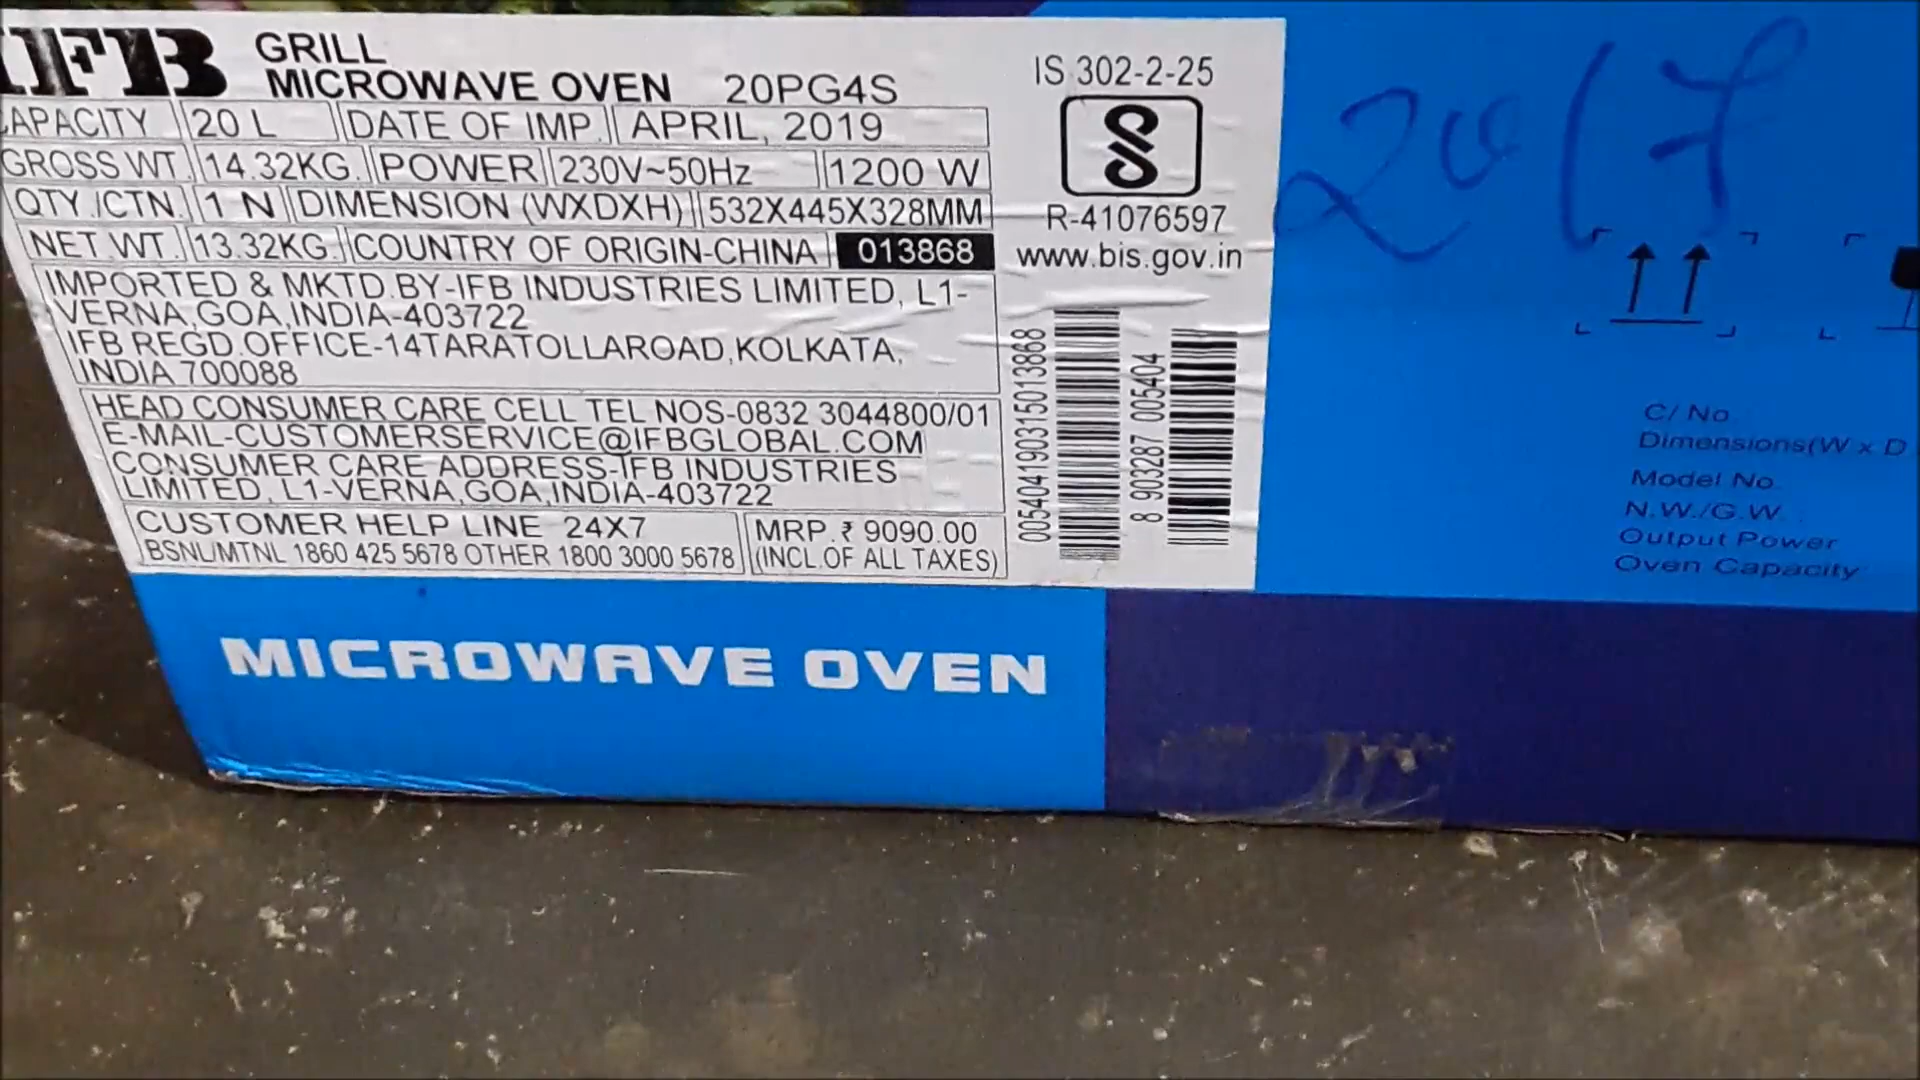 IFB GRILL
MICROWAVE OVEN 20PG4S
CAPACITY 20 L DATE OF IMP. APRIL, 2019
GROSS WT. 14.32KG. POWER 230V~50Hz 1200 W
QTY./CTN. 1 N DIMENSION (WXDXH) 532X445X328MM
NET. WT. 13.32KG. COUNTRY OF ORIGIN-CHINA 013868
IMPORTED & MKTD.BY-IFB INDUSTRIES LIMITED, L1-
VERNA,GOA,INDIA-403722
IFB REGD.OFFICE-14TARATOLLAROAD,KOLKATA,
INDIA 700088
HEAD CONSUMER CARE CELL TEL NOS-0832 3044800/01
E-MAIL-CUSTOMERSERVICE@IFBGLOBAL.COM
CONSUMER CARE ADDRESS-IFB INDUSTRIES
LIMITED, L1-VERNA,GOA,INDIA-403722
CUSTOMER HELP LINE 24X7
BSNL/MTNL 1860 425 5678 OTHER 1800 3000 5678
MRP. ₹ 9090.00
(INCL.OF ALL TAXES)
IS 302-2-25
R-41076597
www.bis.gov.in
005404190315013868
8 903287 005404
C/ No.
Dimensions(W x D
Model No.
N.W./G.W.
Output Power
Oven Capacity
MICROWAVE OVEN